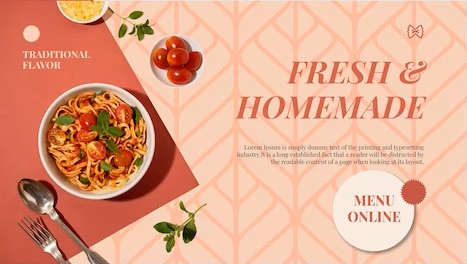 TRADITIONAL
FLAVOR
FRESH &
HOMEMADE
Lorem Ipsum is simply dummy text of the printing and typesetting
industry. It is a long established fact that a reader will be distracted by
the readable content of a page when looking at its layout.
MENU
ONLINE